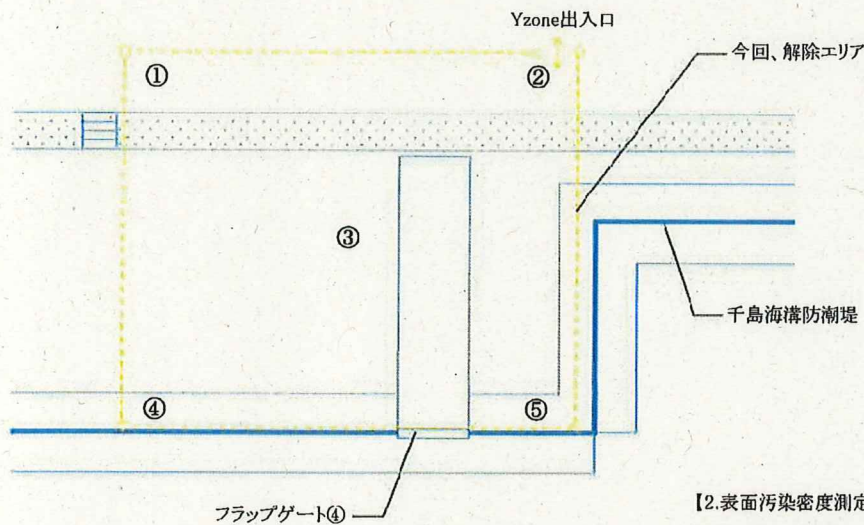 Yzone出入口
今回、解除エリア
①
②
③
千島海溝防潮堤
④
⑤
フラップゲート④
【2.表面汚染密度測定